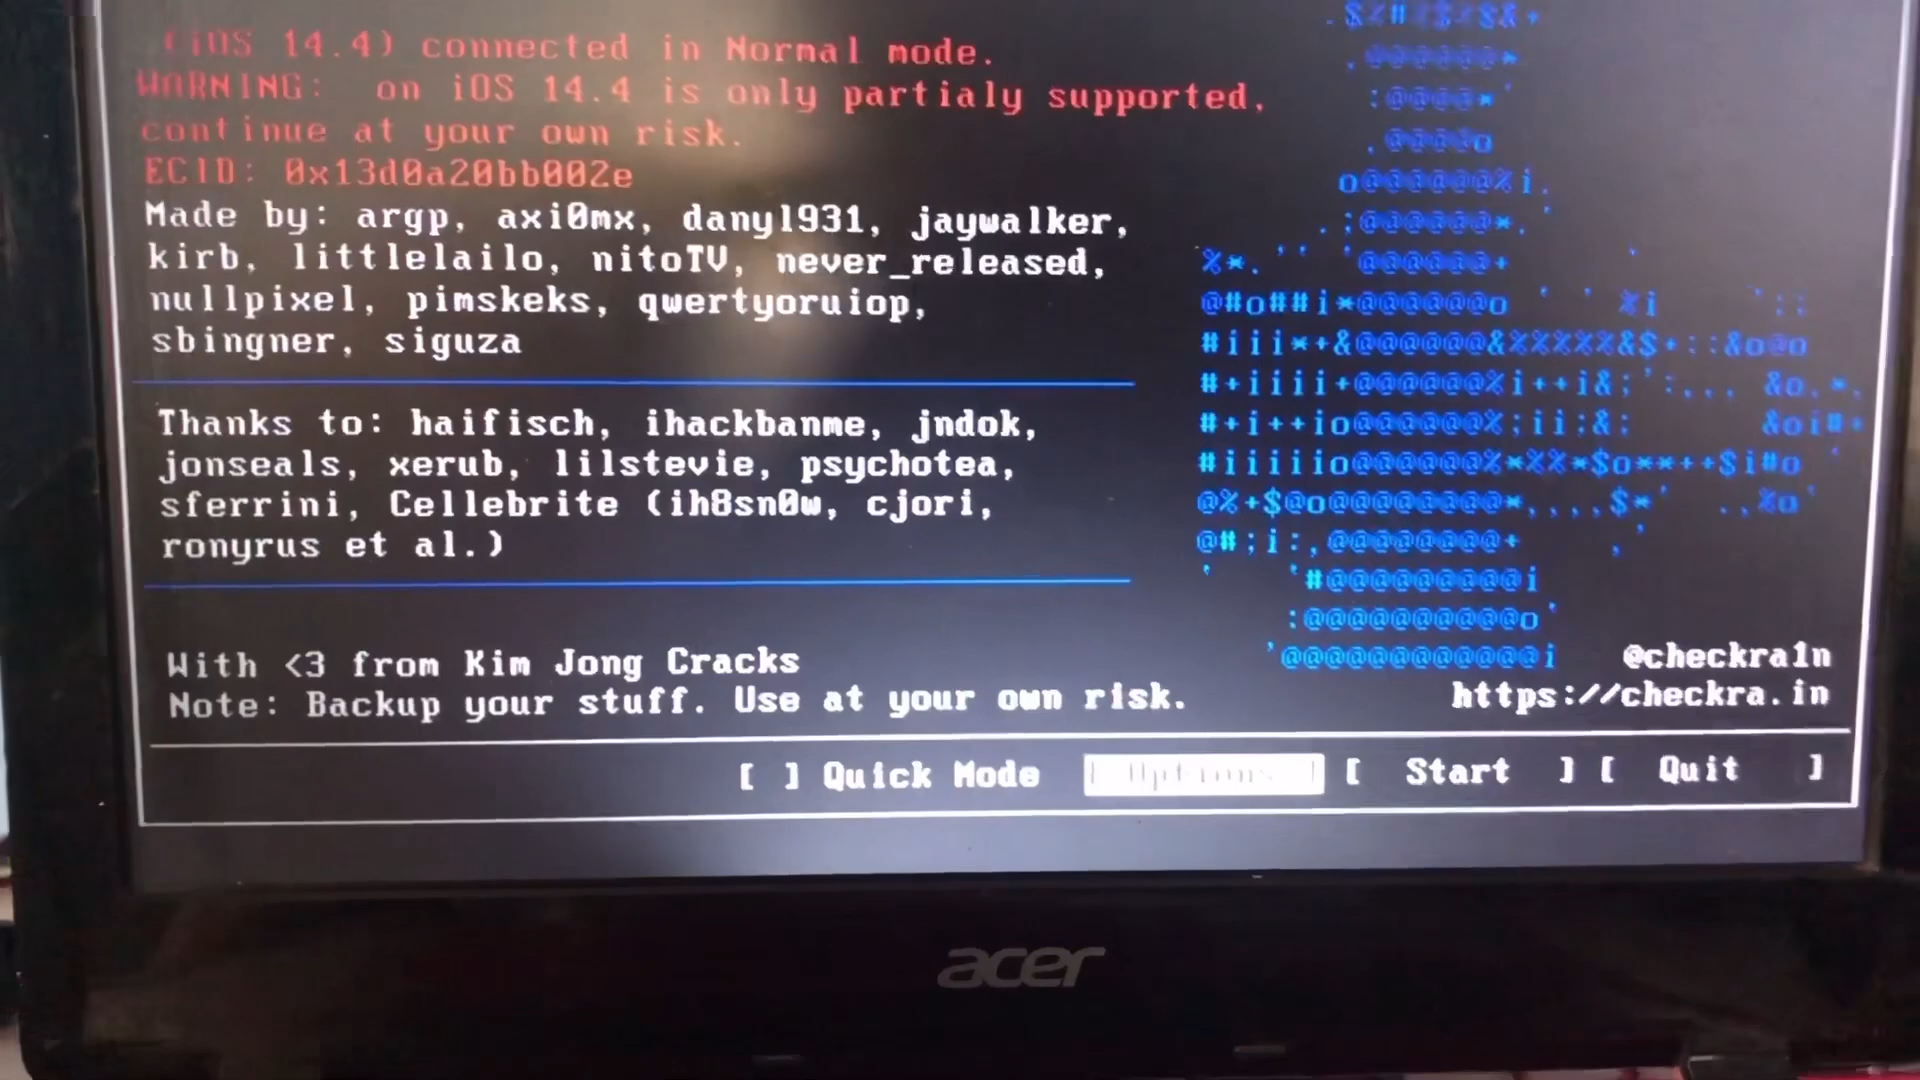 (iOS 14.4) connected in Normal mode.
WARNING: on iOS 14.4 is only partialy supported,
continue at your own risk.
ECID: 0x13d0a20bb002e
Made by: argp, axi0mx, danyl931, jaywalker,
kirb, littlelailo, nitoTV, never_released,
nullpixel, pimskeks, qwertyoruiop,
sbingner, siguza
Thanks to: haifisch, ihackbanme, jndok,
jonseals, xerub, lilstevie, psychotea,
sferrini, Cellebrite (ih8sn0w, cjori,
ronyrus et al.)
With <3 from Kim Jong Cracks
Note: Backup your stuff. Use at your own risk.
@checkra1n
https://checkra.in
[ ] Quick Mode [ Options ] [ Start ] [ Quit ]
acer